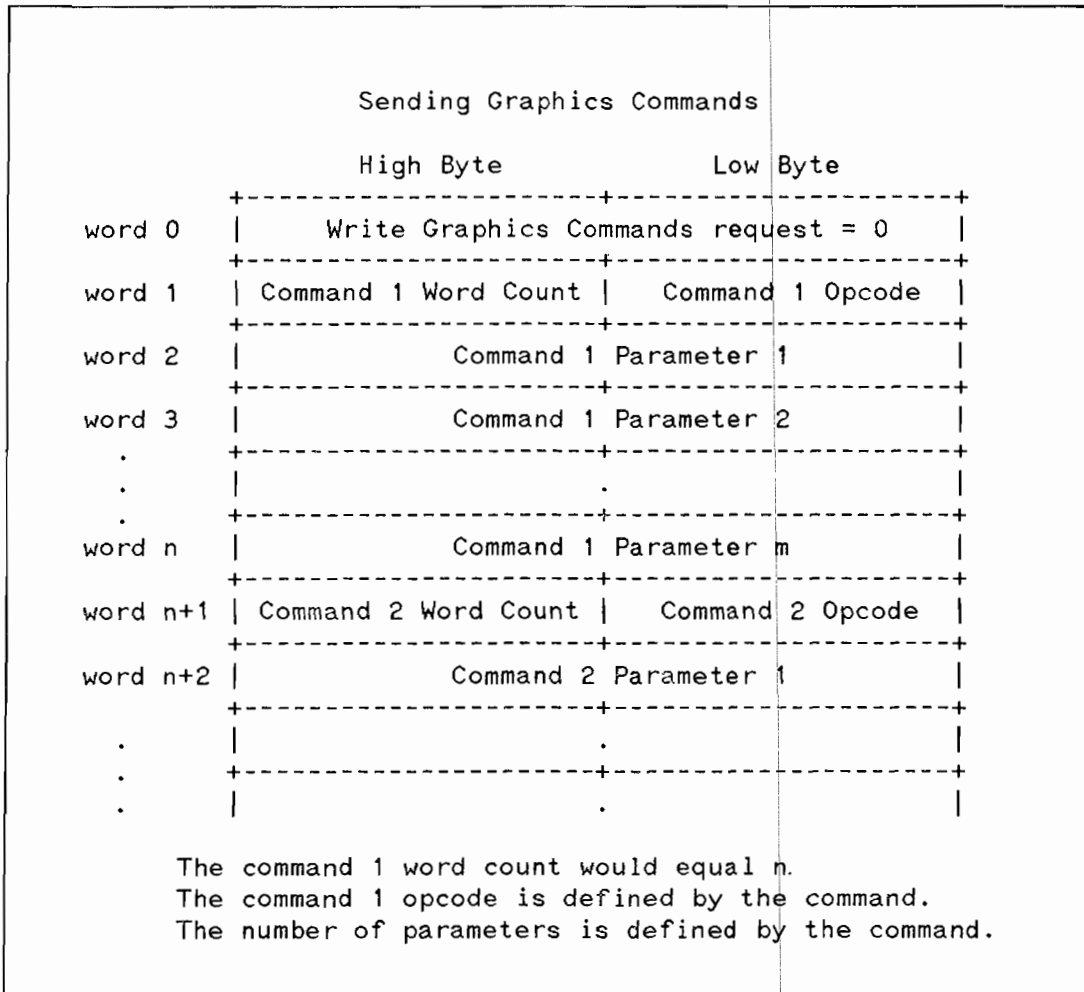 Sending Graphics Commands
High Byte Low Byte
+----------------------+---------------------+
word 0 | Write Graphics Commands request = 0 |
+----------------------+---------------------+
word 1 | Command 1 Word Count | Command 1 Opcode |
+----------------------+---------------------+
word 2 | Command 1 Parameter 1 |
+----------------------+---------------------+
word 3 | Command 1 Parameter 2 |
. +----------------------+---------------------+
. | . |
. +----------------------+---------------------+
word n | Command 1 Parameter m |
+----------------------+---------------------+
word n+1 | Command 2 Word Count | Command 2 Opcode |
+----------------------+---------------------+
word n+2 | Command 2 Parameter 1 |
+----------------------+---------------------+
. | . |
. +----------------------+---------------------+
. | . |
The command 1 word count would equal n.
The command 1 opcode is defined by the command.
The number of parameters is defined by the command.